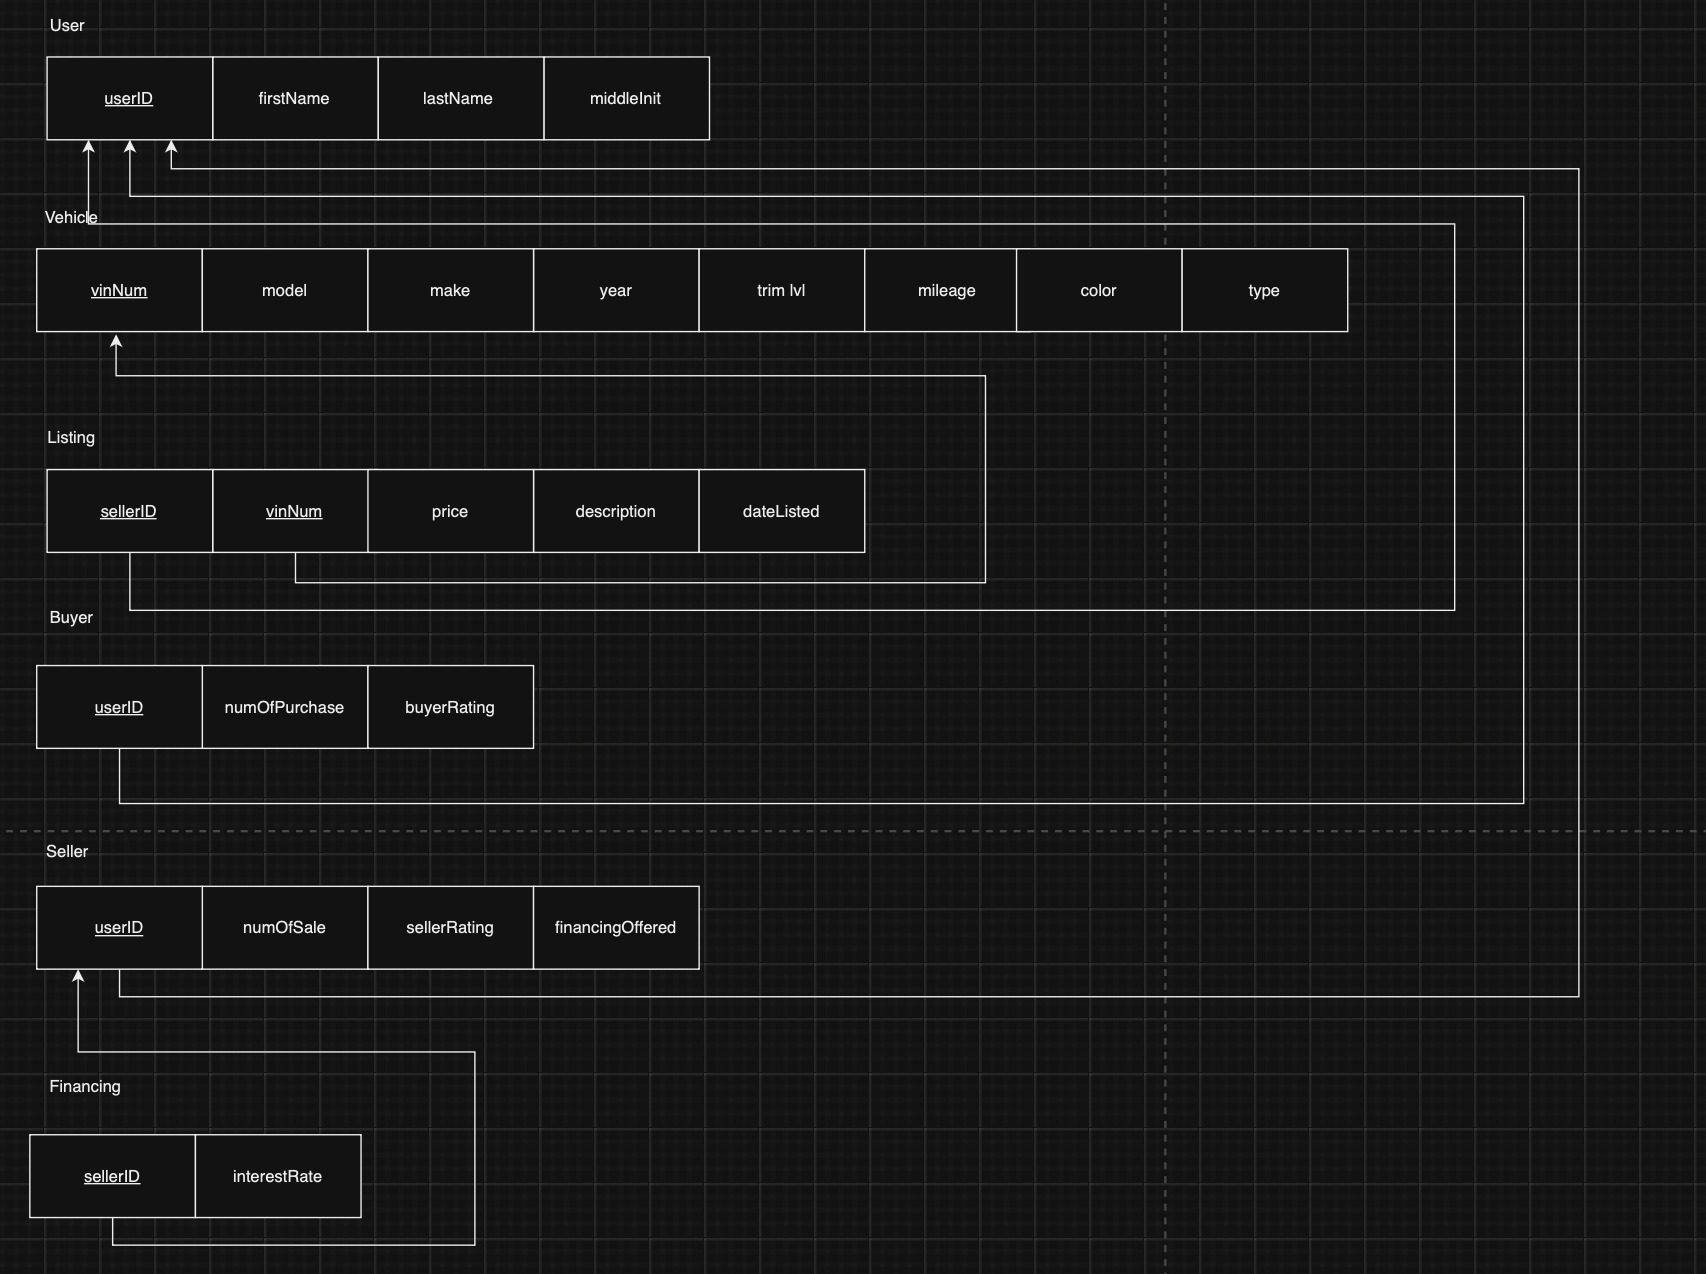 User
userID firstName lastName middleInit
Vehicle
vinNum model make year trim lvl mileage color type
Listing
sellerID vinNum price description dateListed
Buyer
userID numOfPurchase buyerRating
Seller
userID numOfSale sellerRating financingOffered
Financing
sellerID interestRate